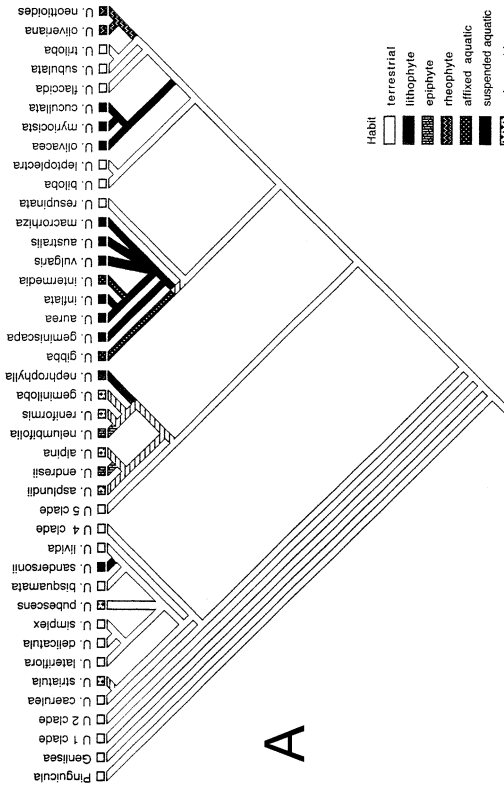 U. neottioides
U. oliveriana
U. triloba
U. subulata
U. flaccida
U. cucullata
U. myriocista
U. olivacea
U. leptoplectra
U. biloba
U. resupinata
U. macrorhiza
U. australis
U. vulgaris
U. intermedia
U. inflata
U. aurea
U. geminiscapa
U. gibba
U. nephrophylla
U. geminiloba
U. reniformis
U. nelumbifolia
U. alpina
U. endresii
U. asplundii
U 5 clade
U 4 clade
U. livida
U. sandersonii
U. bisquamata
U. pubescens
U. simplex
U. delicatula
U. lateriflora
U. striatula
U. caerulea
U 2 clade
U 1 clade
Genlisea
Pinguicula
Habit
terrestrial
lithophyte
epiphyte
rheophyte
affixed aquatic
suspended aquatic
A